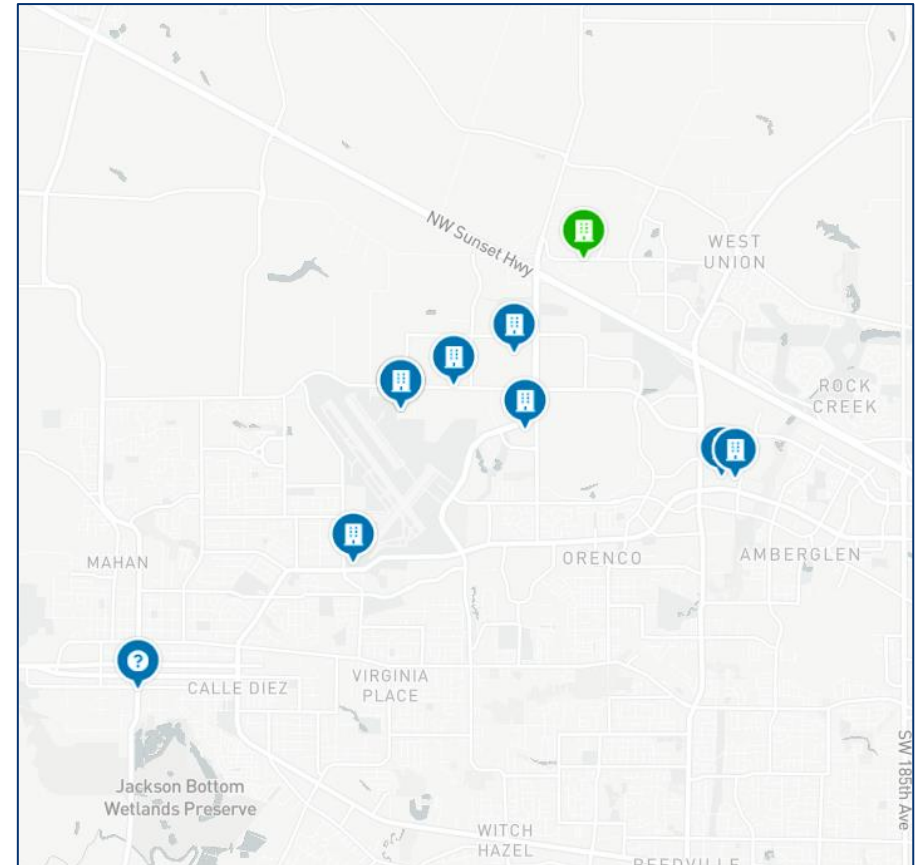 NW Sunset Hwy
WEST
UNION
ROCK
CREEK
MAHAN
ORENCO
AMBERGLEN
?
CALLE DIEZ
VIRGINIA
PLACE
SW 185th Ave
Jackson Bottom
Wetlands Preserve
WITCH
HAZEL
REEDVILLE